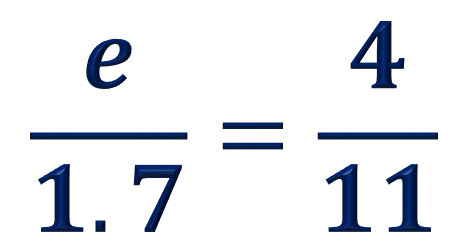 e/1.7 = 4/11